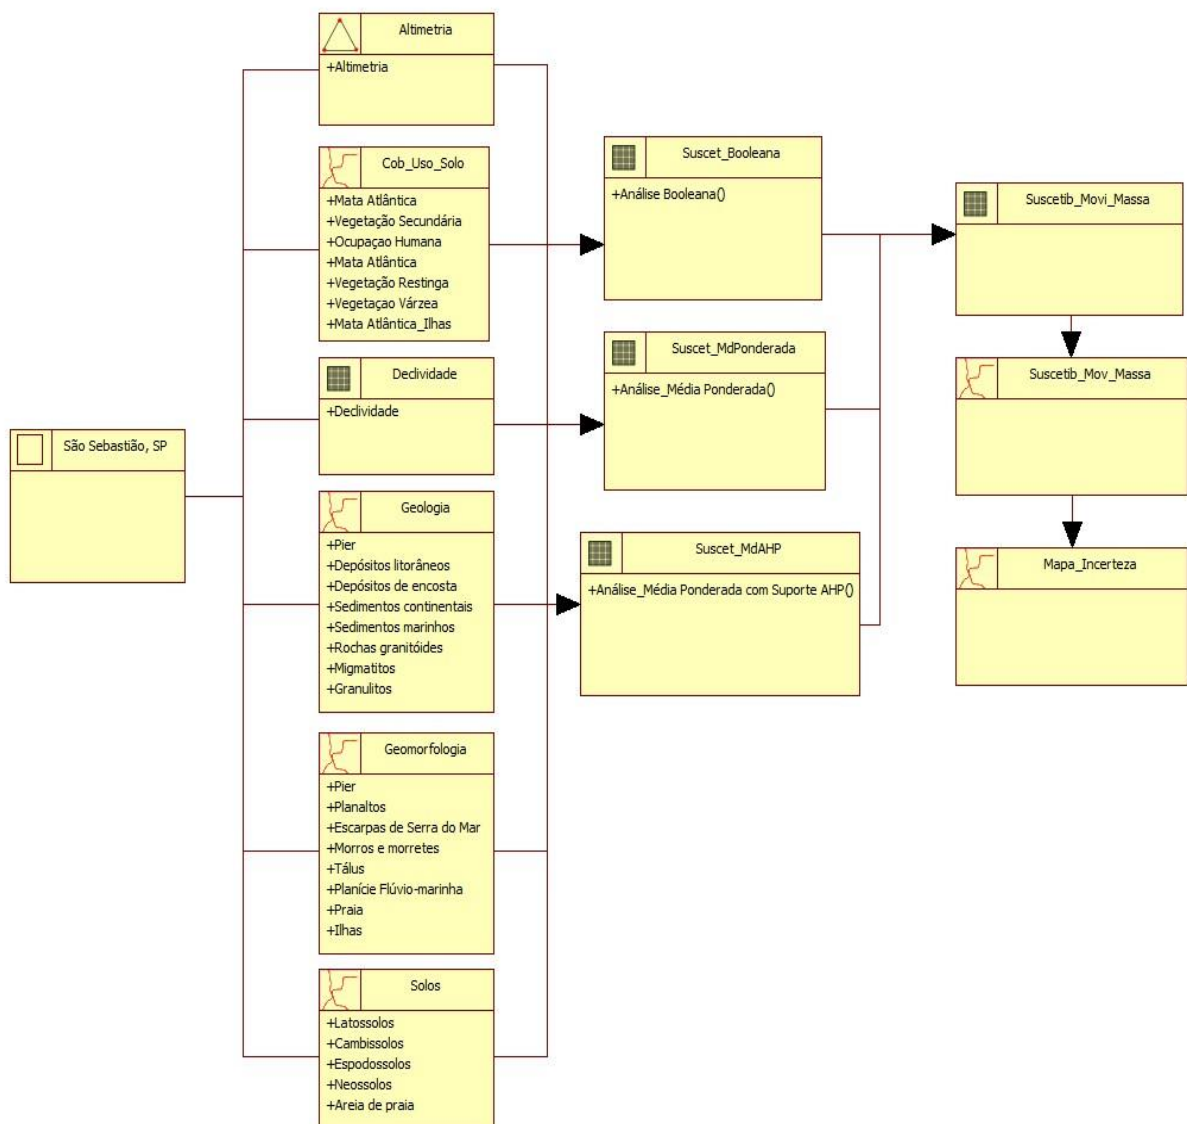 São Sebastião, SP
Altimetria
+Altimetria
Cob_Uso_Solo
+Mata Atlântica
+Vegetação Secundária
+Ocupaçao Humana
+Mata Atlântica
+Vegetação Restinga
+Vegetaçao Várzea
+Mata Atlântica_Ilhas
Declividade
+Declividade
Geologia
+Pier
+Depósitos litorâneos
+Depósitos de encosta
+Sedimentos continentais
+Sedimentos marinhos
+Rochas granitóides
+Migmatitos
+Granulitos
Geomorfologia
+Pier
+Planaltos
+Escarpas de Serra do Mar
+Morros e morretes
+Tálus
+Planície Flúvio-marinha
+Praia
+Ilhas
Solos
+Latossolos
+Cambissolos
+Espodossolos
+Neossolos
+Areia de praia
Suscet_Booleana
+Análise Booleana()
Suscet_MdPonderada
+Análise_Média Ponderada()
Suscet_MdAHP
+Análise_Média Ponderada com Suporte AHP()
Suscetib_Movi_Massa
Suscetib_Mov_Massa
Mapa_Incerteza